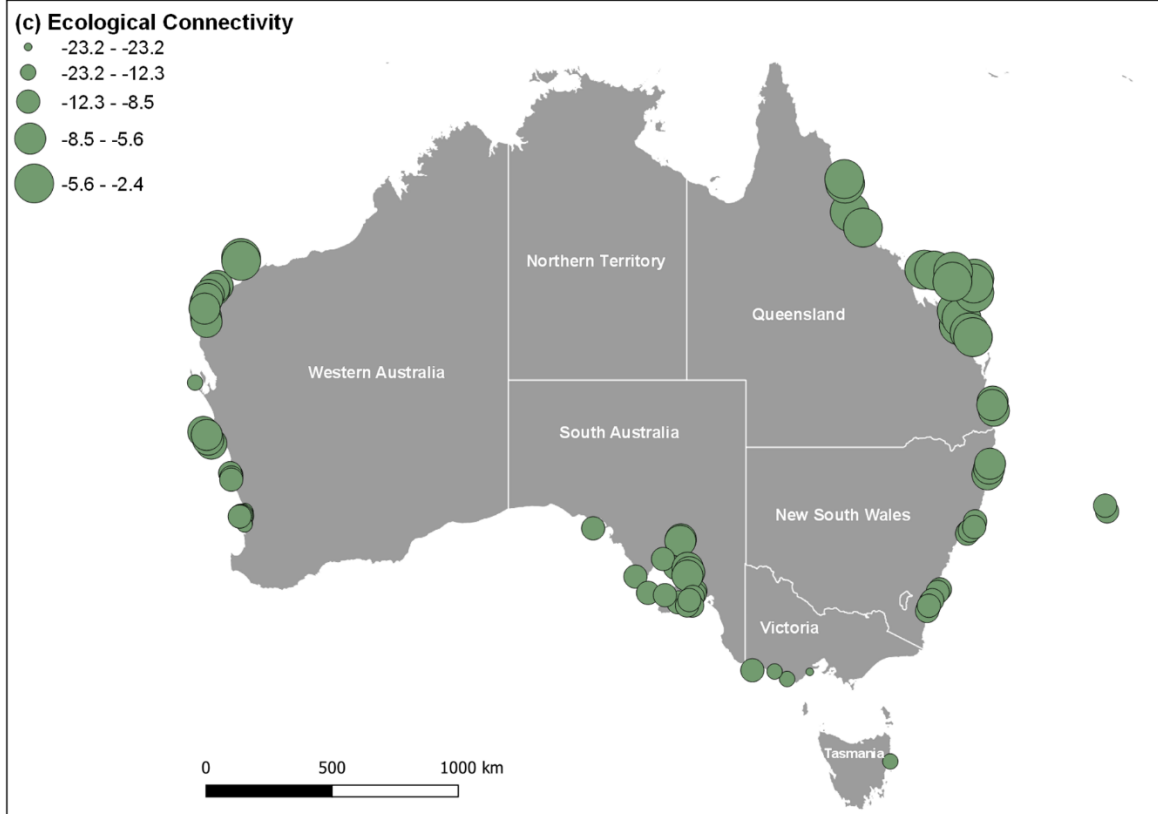 (c) Ecological Connectivity
-23.2 - -23.2
-23.2 - -12.3
-12.3 - -8.5
-8.5 - -5.6
-5.6 - -2.4
Northern Territory
Queensland
Western Australia
South Australia
New South Wales
Victoria
Tasmania
0 500 1000 km